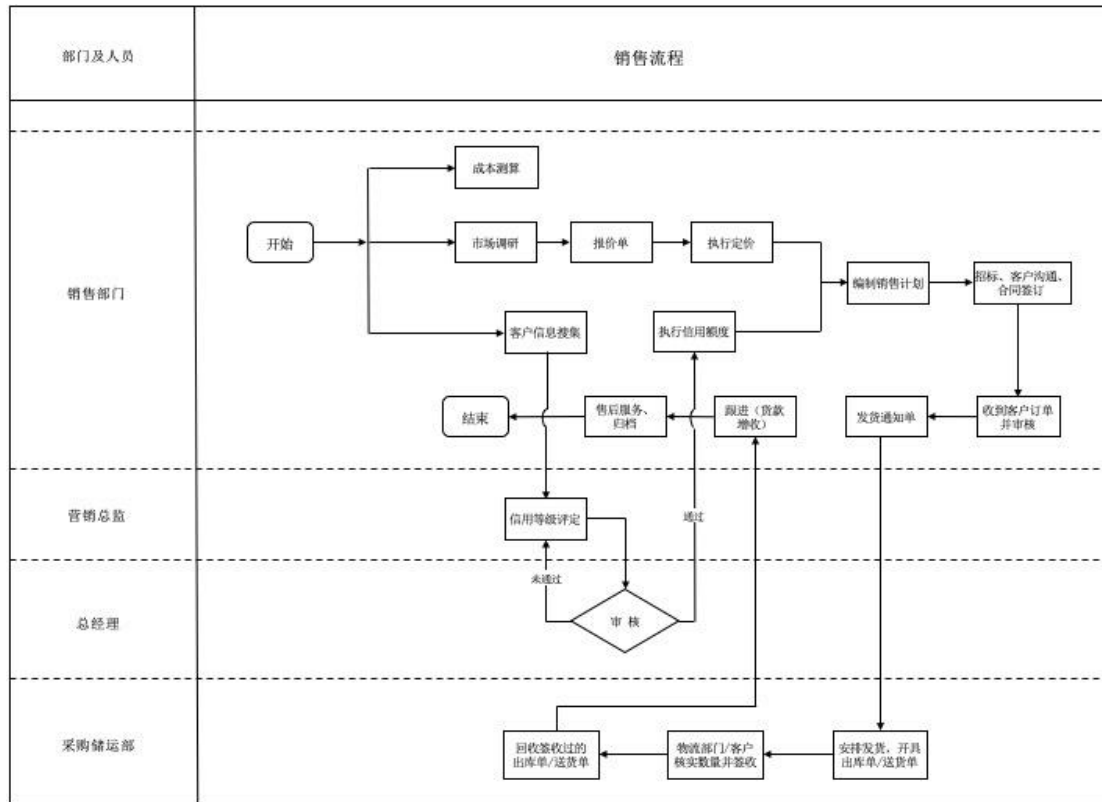 部门及人员
销售流程
销售部门
成本测算
开始
市场调研
报价单
执行定价
编制销售计划
招标、客户沟通、
合同签订
客户信息搜集
执行信用额度
结束
售后服务、
归档
跟进（货款
增收）
发货通知单
收到客户订单
并审核
营销总监
信用等级评定
通过
未通过
总经理
审 核
采购储运部
回收签收过的
出库单/送货单
物流部门/客户
核实数量并签收
安排发货，开具
出库单/送货单